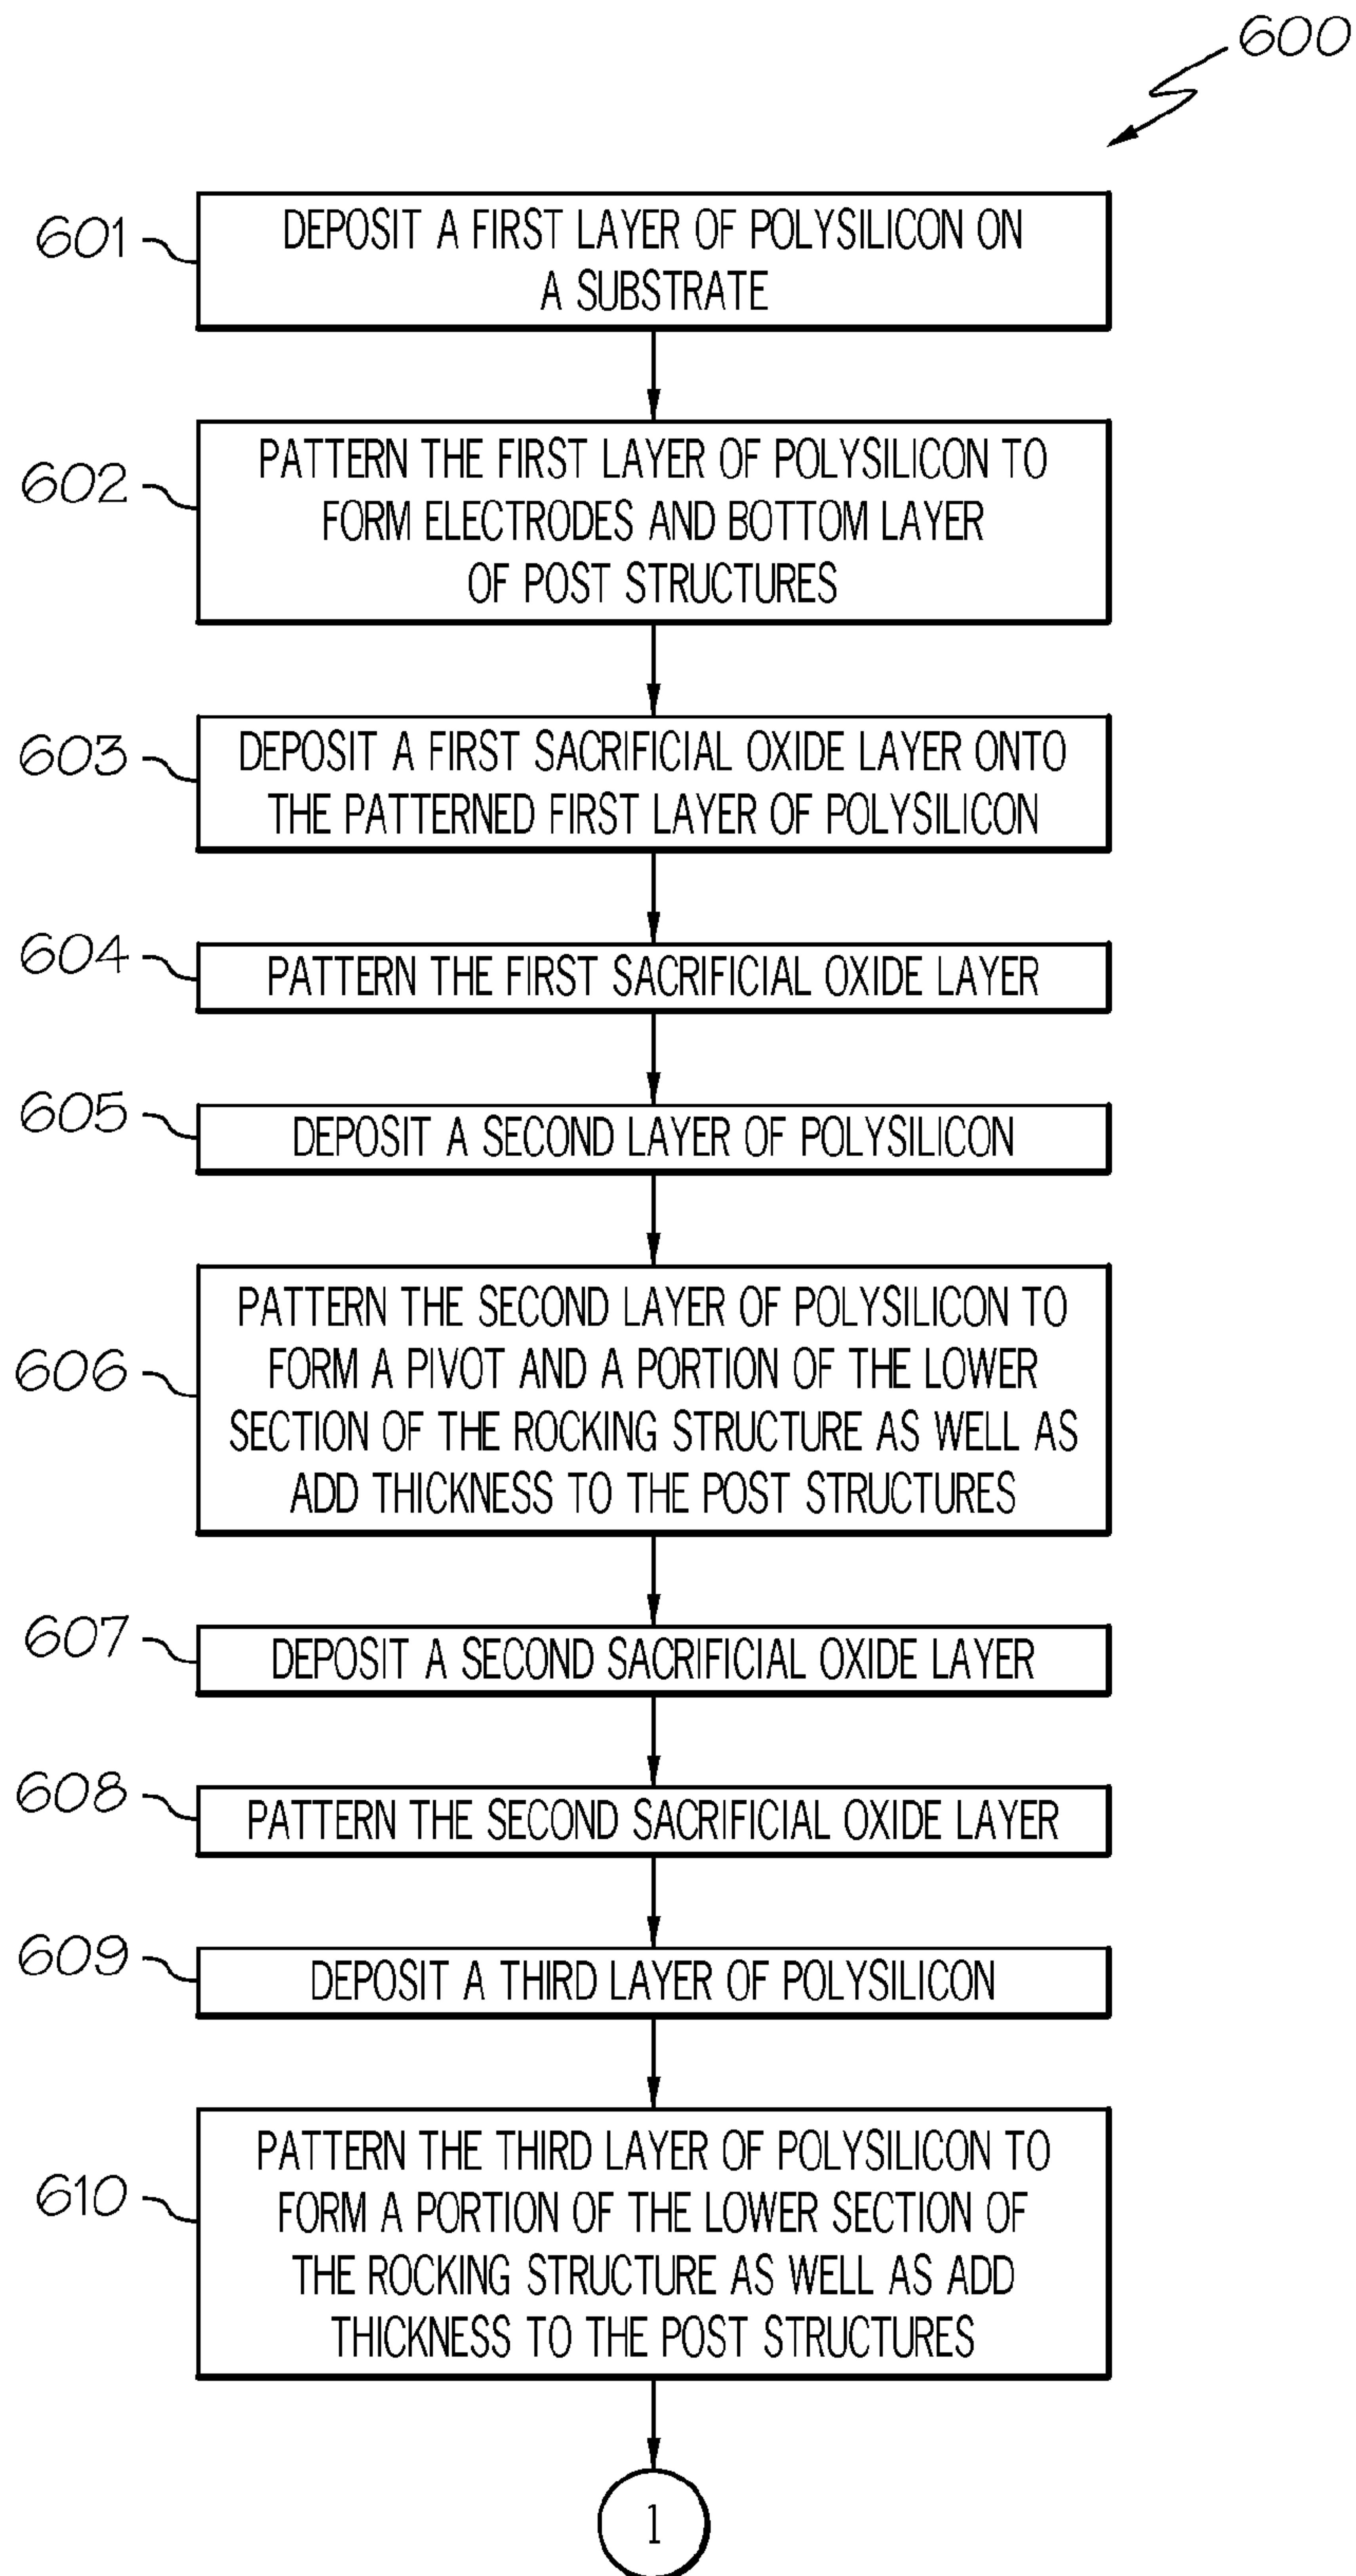 600
601
DEPOSIT A FIRST LAYER OF POLYSILICON ON
A SUBSTRATE
602
PATTERN THE FIRST LAYER OF POLYSILICON TO
FORM ELECTRODES AND BOTTOM LAYER
OF POST STRUCTURES
603
DEPOSIT A FIRST SACRIFICIAL OXIDE LAYER ONTO
THE PATTERNED FIRST LAYER OF POLYSILICON
604
PATTERN THE FIRST SACRIFICIAL OXIDE LAYER
605
DEPOSIT A SECOND LAYER OF POLYSILICON
606
PATTERN THE SECOND LAYER OF POLYSILICON TO
FORM A PIVOT AND A PORTION OF THE LOWER
SECTION OF THE ROCKING STRUCTURE AS WELL AS
ADD THICKNESS TO THE POST STRUCTURES
607
DEPOSIT A SECOND SACRIFICIAL OXIDE LAYER
608
PATTERN THE SECOND SACRIFICIAL OXIDE LAYER
609
DEPOSIT A THIRD LAYER OF POLYSILICON
610
PATTERN THE THIRD LAYER OF POLYSILICON TO
FORM A PORTION OF THE LOWER SECTION OF
THE ROCKING STRUCTURE AS WELL AS ADD
THICKNESS TO THE POST STRUCTURES
1